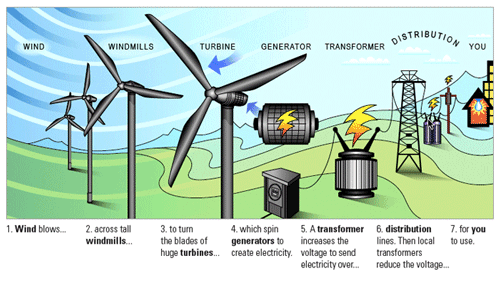 WIND WINDMILLS TURBINE GENERATOR TRANSFORMER DISTRIBUTION YOU
1. Wind blows...
2. across tall
windmills...
3. to turn
the blades of
huge turbines...
4. which spin
generators to
create electricity.
5. A transformer
increases the
voltage to send
electricity over...
6. distribution
lines. Then local
transformers
reduce the voltage...
7. for you
to use.